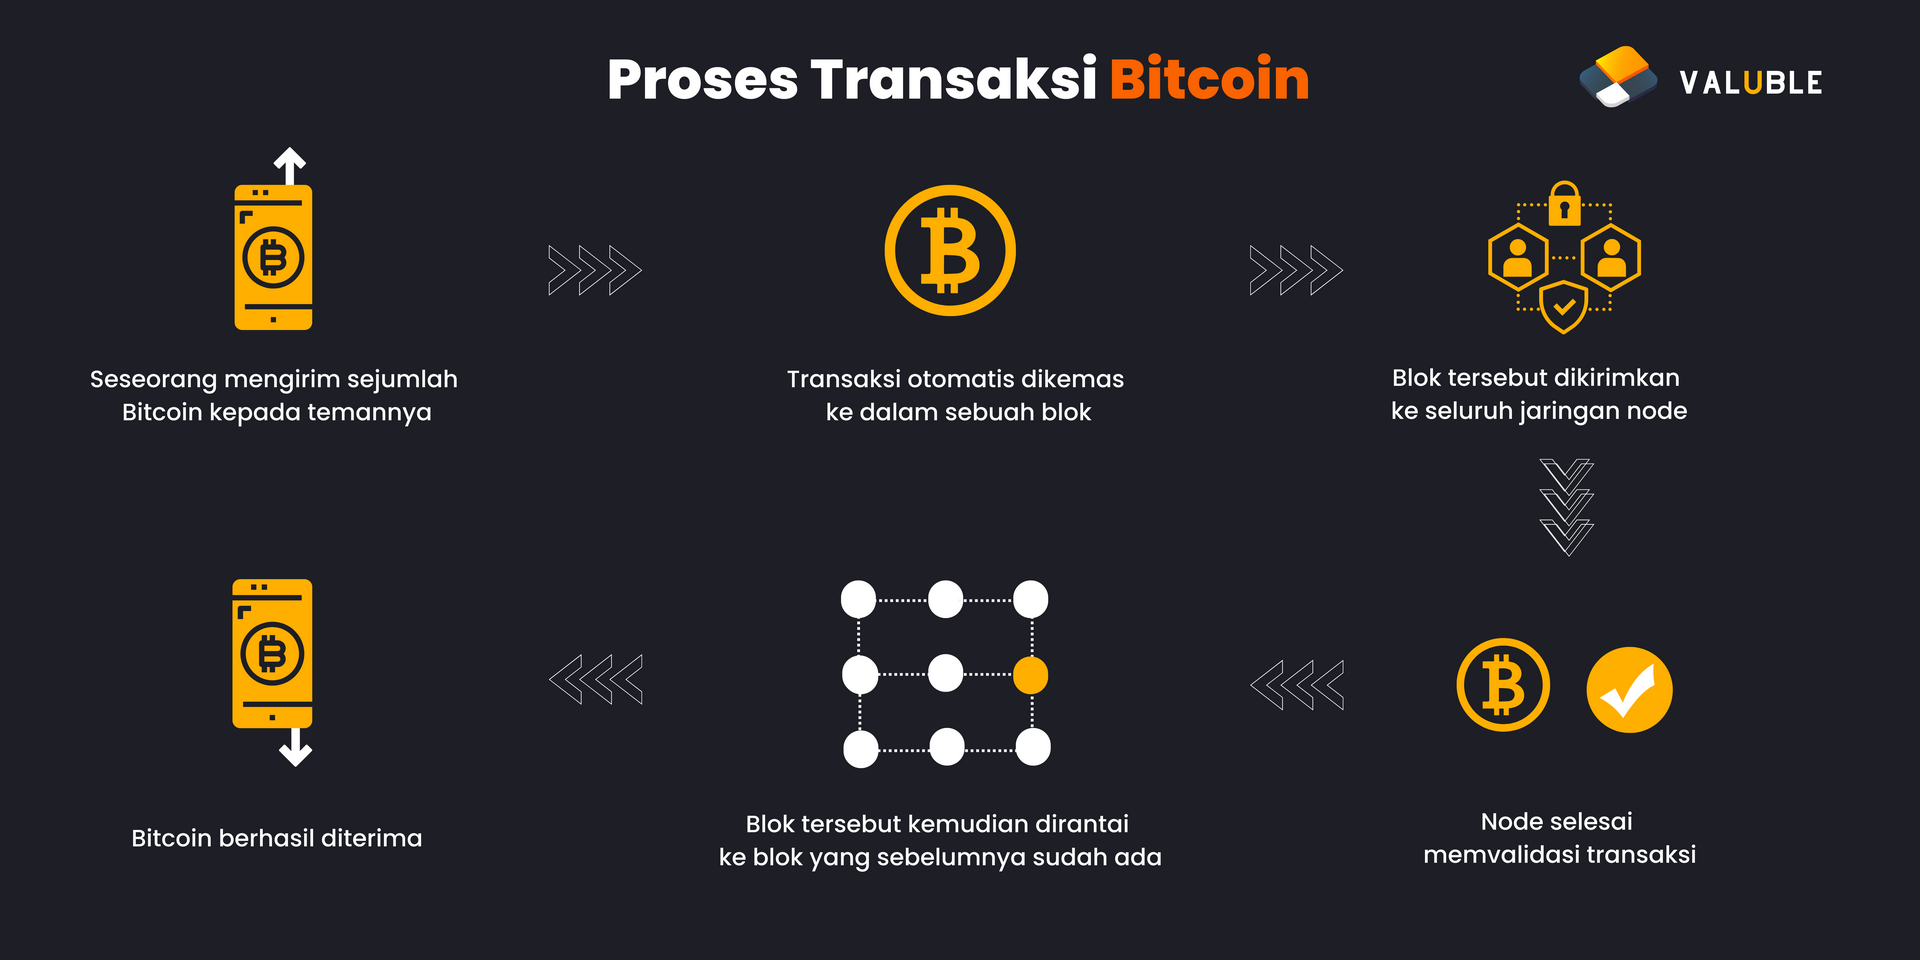 Proses Transaksi Bitcoin
VALUBLE
Seseorang mengirim sejumlah
Bitcoin kepada temannya
Transaksi otomatis dikemas
ke dalam sebuah blok
Blok tersebut dikirimkan
ke seluruh jaringan node
Node selesai
memvalidasi transaksi
Blok tersebut kemudian dirantai
ke blok yang sebelumnya sudah ada
Bitcoin berhasil diterima